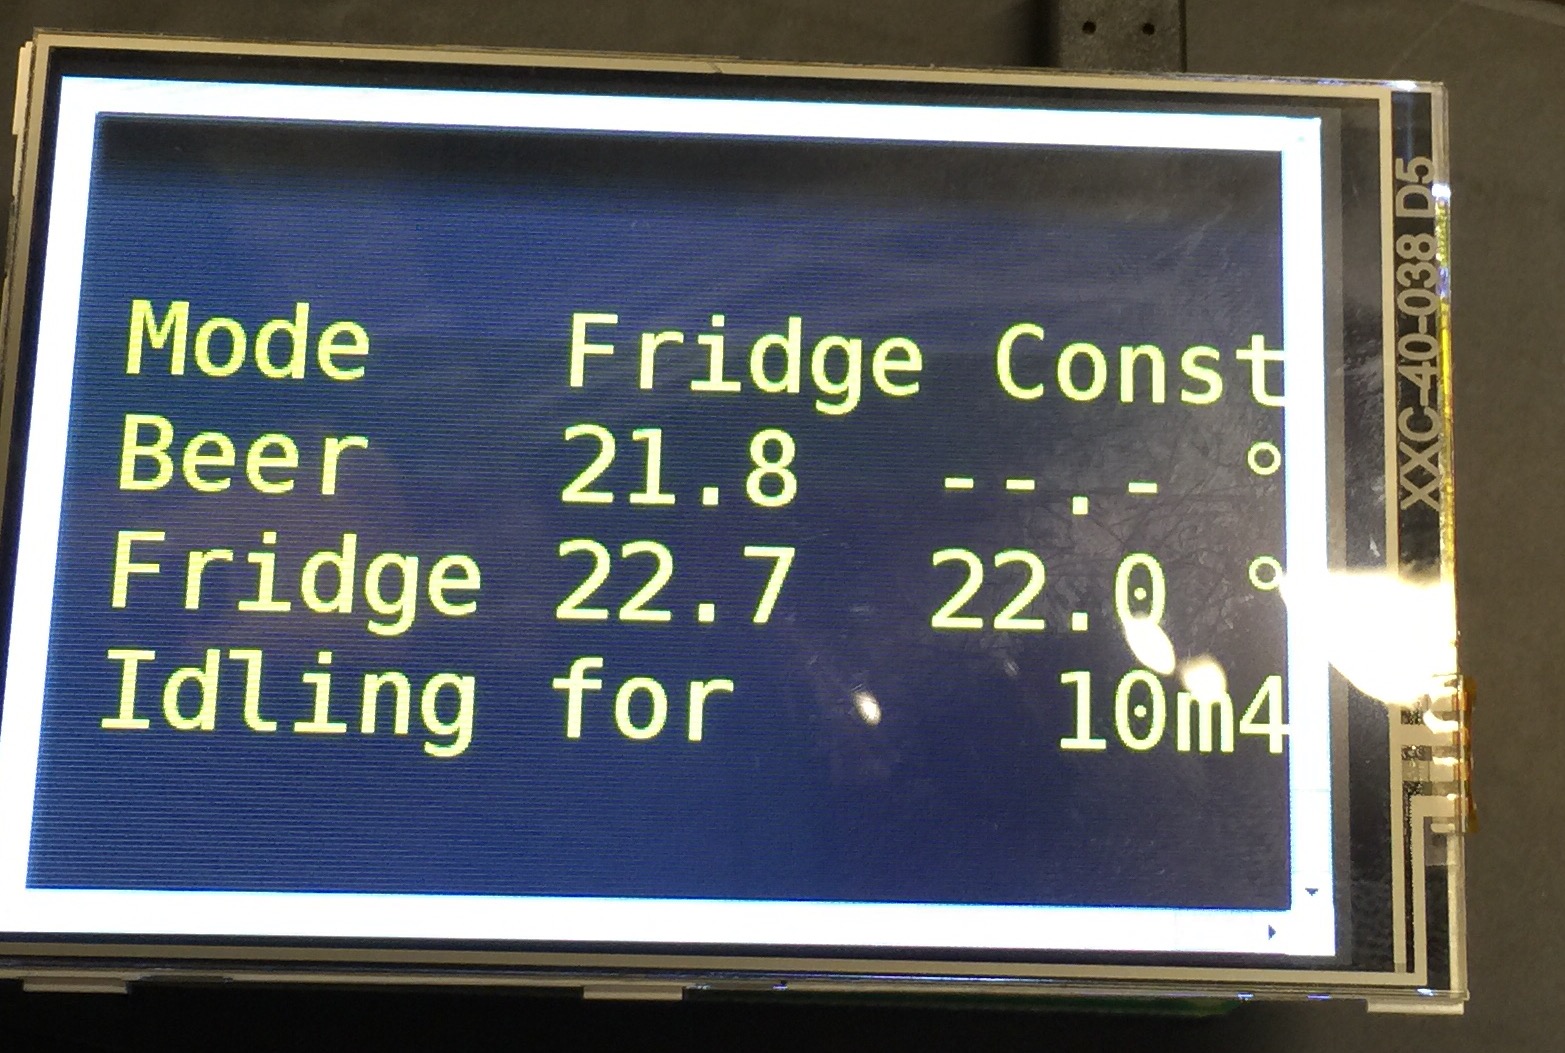 Mode Fridge Const
Beer 21.8 --.- °
Fridge 22.7 22.0 °
Idling for 10m4
XXC-40-038 D5